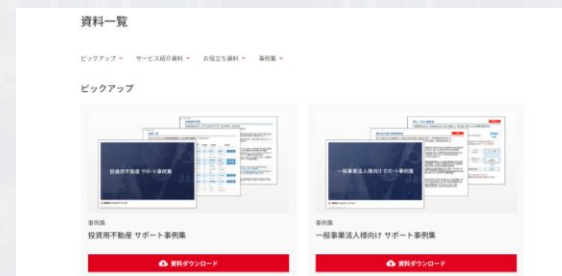 資料一覧
ピックアップ サービス紹介資料 お役立ち資料 事例集
ピックアップ
投資用不動産 サポート事例集
一般事業法人様向け サポート事例集
事例集
事例集
投資用不動産 サポート事例集
一般事業法人様向け サポート事例集
資料ダウンロード
資料ダウンロード